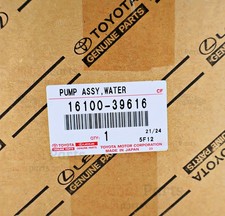 TOYOTA
GENUINE PARTS
PUMP ASSY,WATER
CF
16100-39616
QTY:
1
21/24
5F12
TOYOTA
TOYOTA MOTOR CORPORATION
MADE IN JAPAN
TOYOTA
GENUINE PARTS